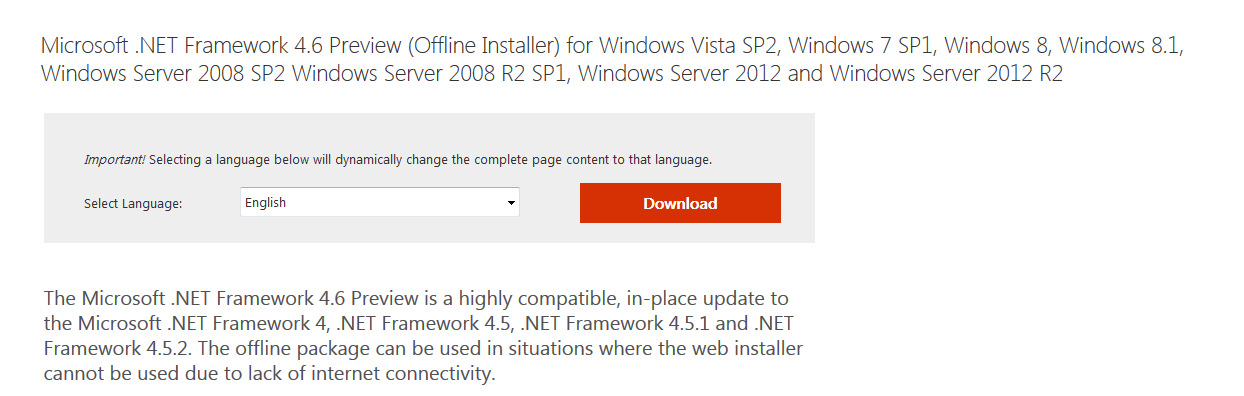 Microsoft .NET Framework 4.6 Preview (Offline Installer) for Windows Vista SP2, Windows 7 SP1, Windows 8, Windows 8.1,
Windows Server 2008 SP2 Windows Server 2008 R2 SP1, Windows Server 2012 and Windows Server 2012 R2
Important! Selecting a language below will dynamically change the complete page content to that language.
Select Language: English Download
The Microsoft .NET Framework 4.6 Preview is a highly compatible, in-place update to
the Microsoft .NET Framework 4, .NET Framework 4.5, .NET Framework 4.5.1 and .NET
Framework 4.5.2. The offline package can be used in situations where the web installer
cannot be used due to lack of internet connectivity.